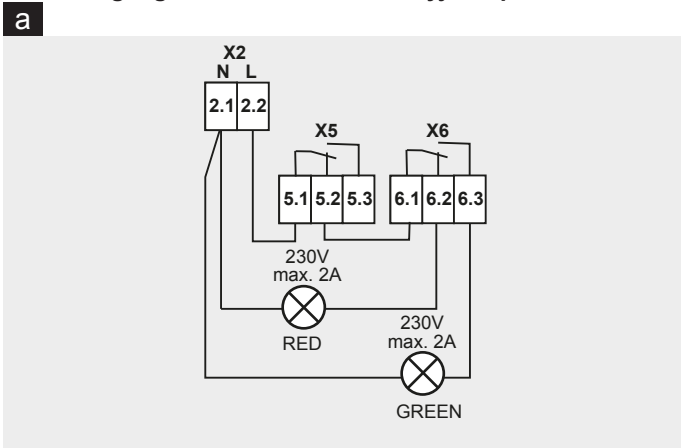 a
X2
N L
2.1 2.2
X5 X6
5.1 5.2 5.3 6.1 6.2 6.3
230V
max. 2A
RED
230V
max. 2A
GREEN